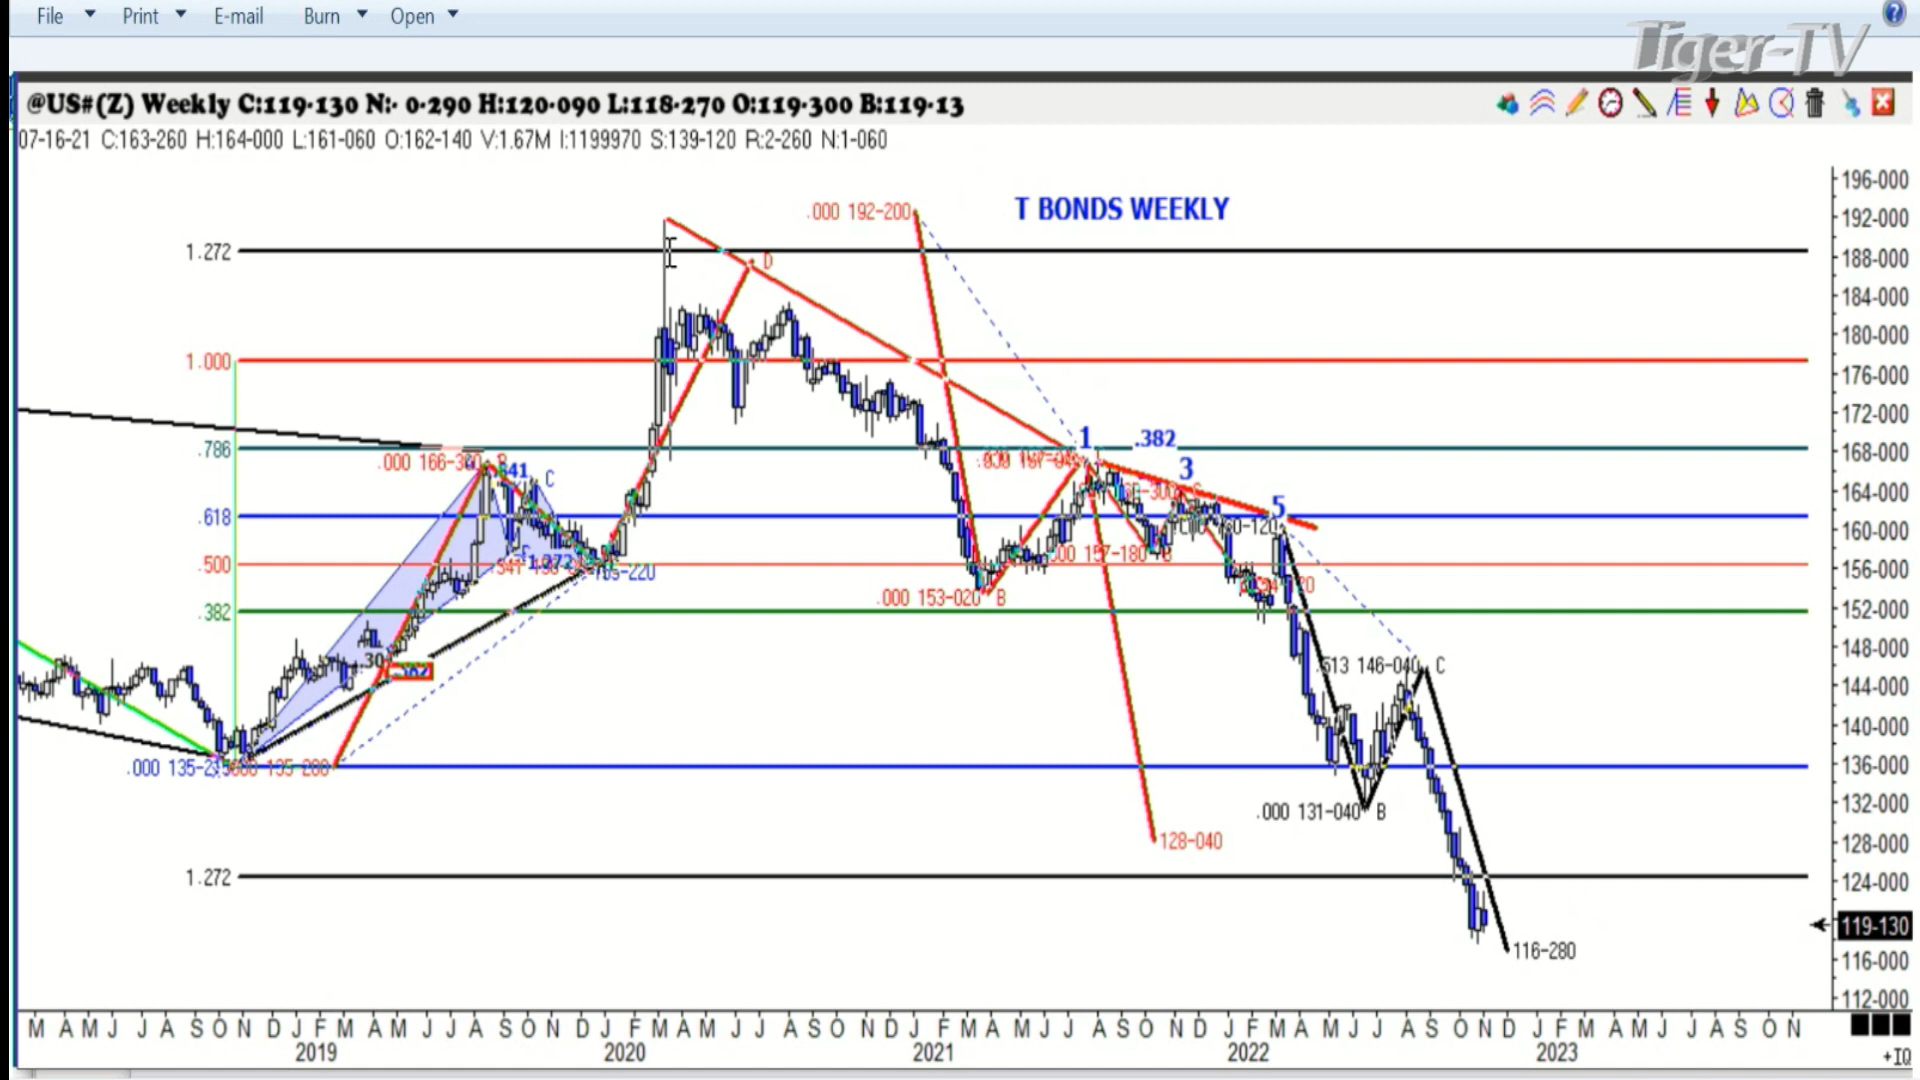 File Print E-mail Burn Open
Tiger-TV
@US#(Z) Weekly C:119-130 N:- 0-290 H:120-090 L:118-270 O:119-300 B:119-13
07-16-21 C:163-260 H:164-000 L:161-060 O:162-140 V:1.67M I:1199970 S:139-120 R:2-260 N:1-060
T BONDS WEEKLY
196-000
.000 192-200
192-000
1.272
188-000
D
184-000
180-000
1.000
176-000
172-000
1 .382
.786
168-000
.000 166-300 B
3
C
164-000
5
.618
160-000
.000 157-180 B
.500
156-000
.000 153-020 B
.382
152-000
148-000
.613 146-040 C
144-000
140-000
.000
136-000
132-000
.000 131-040 B
128-040
128-000
1.272
124-000
119-130
116-280
116-000
112-000
M A M J J A S O N D J F M A M J J A S O N D J F M A M J J A S O N D J F M A M J J A S O N D J F M A M J J A S O N D J F M A M J J A S O N
2019 2020 2021 2022 2023
+IQ